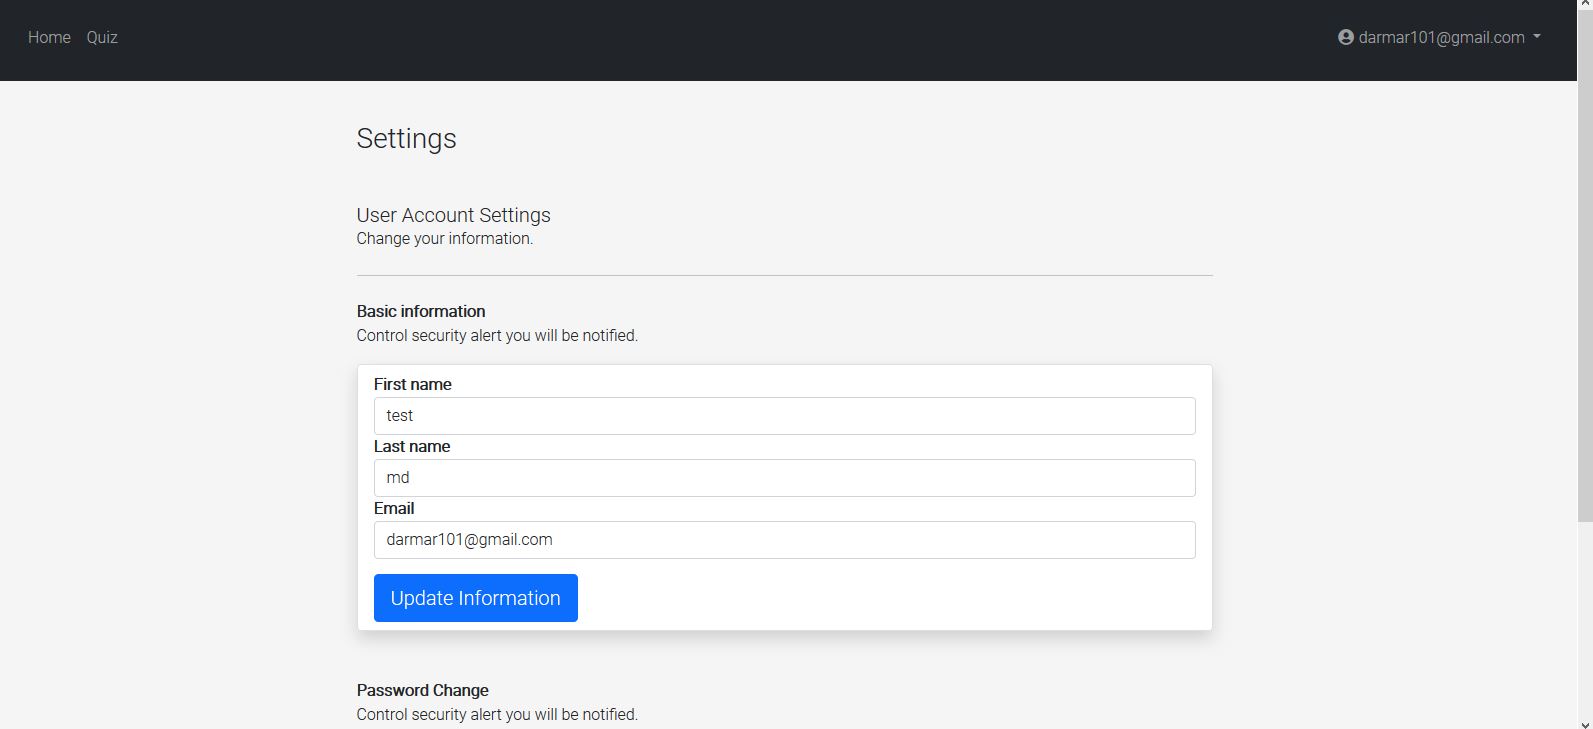 Home Quiz darmar101@gmail.com
Settings
User Account Settings
Change your information.
Basic information
Control security alert you will be notified.
First name
test
Last name
md
Email
darmar101@gmail.com
Update Information
Password Change
Control security alert you will be notified.